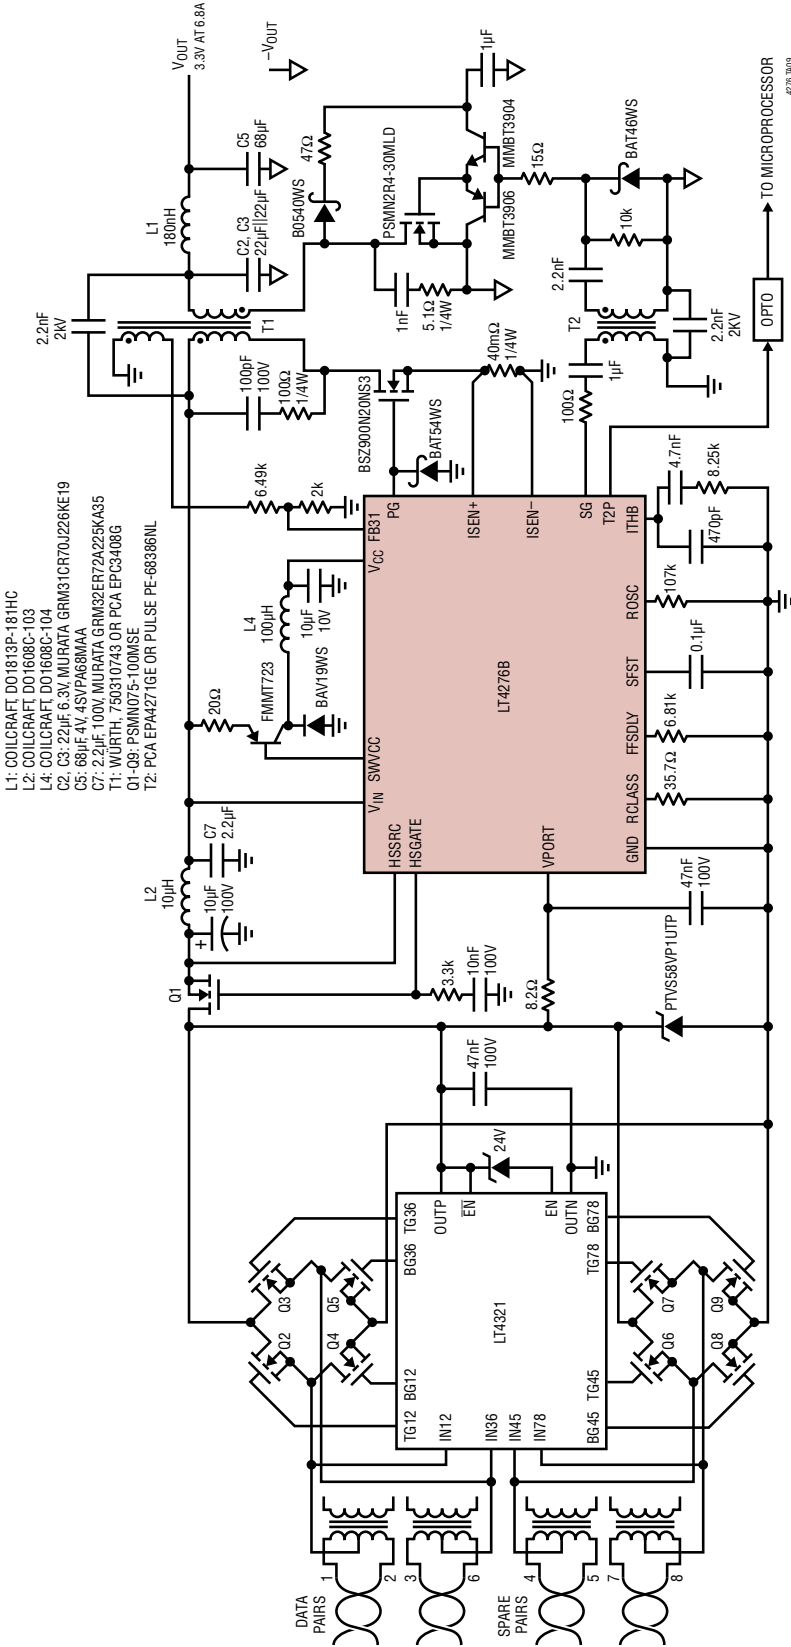 L1: COILCRAFT, DO1813P-181HC
L2: COILCRAFT, DO1608C-103
L4: COILCRAFT, DO1608C-104
C2, C3: 22µF, 6.3V, MURATA GRM31CR70J226KE19
C5: 68µF, 4V, 4SVPA68MAA
C7: 2.2µF, 100V, MURATA GRM32ER72A225KA35
T1: WÜRTH, 750310743 OR PCA EPC3408G
Q1-Q9: PSMN075-100MSE
T2: PCA EPA4271GE OR PULSE PE-68386NL
DATA
PAIRS
1
2
3
6
SPARE
PAIRS
4
5
7
8
Q2
Q3
Q4
Q5
Q6
Q7
Q8
Q9
LT4321
TG12
BG12
BG36
TG36
IN12
IN36
IN45
IN78
BG45
TG45
TG78
BG78
OUTP
EN
EN
OUTN
24V
47nF
100V
Q1
3.3k
10nF
100V
8.2Ω
PTVS58VP1UTP
47nF
100V
L2
10µH
+
10µF
100V
C7
2.2µF
LT4276B
HSSRC
HSGATE
VPORT
GND
RCLASS
FFSDLY
SFST
ROSC
ITHB
VIN
SWVCC
VCC
FB31
PG
ISEN+
ISEN–
SG
T2P
20Ω
FMMT723
BAV19WS
L4
100µH
10µF
10V
6.49k
2k
35.7Ω
6.81k
0.1µF
107k
470pF
4.7nF
8.25k
100pF
100V
100Ω
1/4W
BSZ900N20NS3
BAT54WS
40mΩ
1/4W
2.2nF
2KV
T1
L1
180nH
C2, C3
22µF||22µF
C5
68µF
VOUT
3.3V AT 6.8A
–VOUT
B0540WS
47Ω
1µF
PSMN2R4-30MLD
1nF
5.1Ω
1/4W
MMBT3906
MMBT3904
15Ω
100Ω
1µF
T2
2.2nF
10k
BAT46WS
2.2nF
2KV
OPTO
TO MICROPROCESSOR
4276 TA09